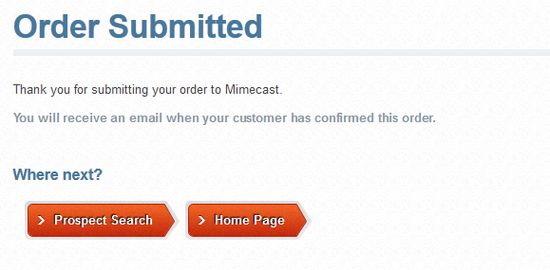 Order Submitted
Thank you for submitting your order to Mimecast.
You will receive an email when your customer has confirmed this order.
Where next?
Prospect Search
Home Page